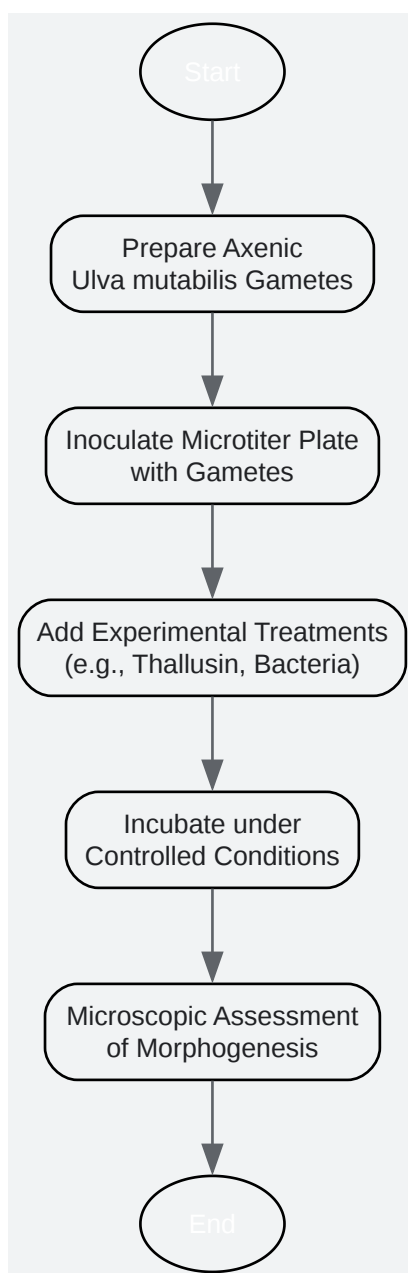 Start
Prepare Axenic
Ulva mutabilis Gametes
Inoculate Microtiter Plate
with Gametes
Add Experimental Treatments
(e.g., Thallusin, Bacteria)
Incubate under
Controlled Conditions
Microscopic Assessment
of Morphogenesis
End